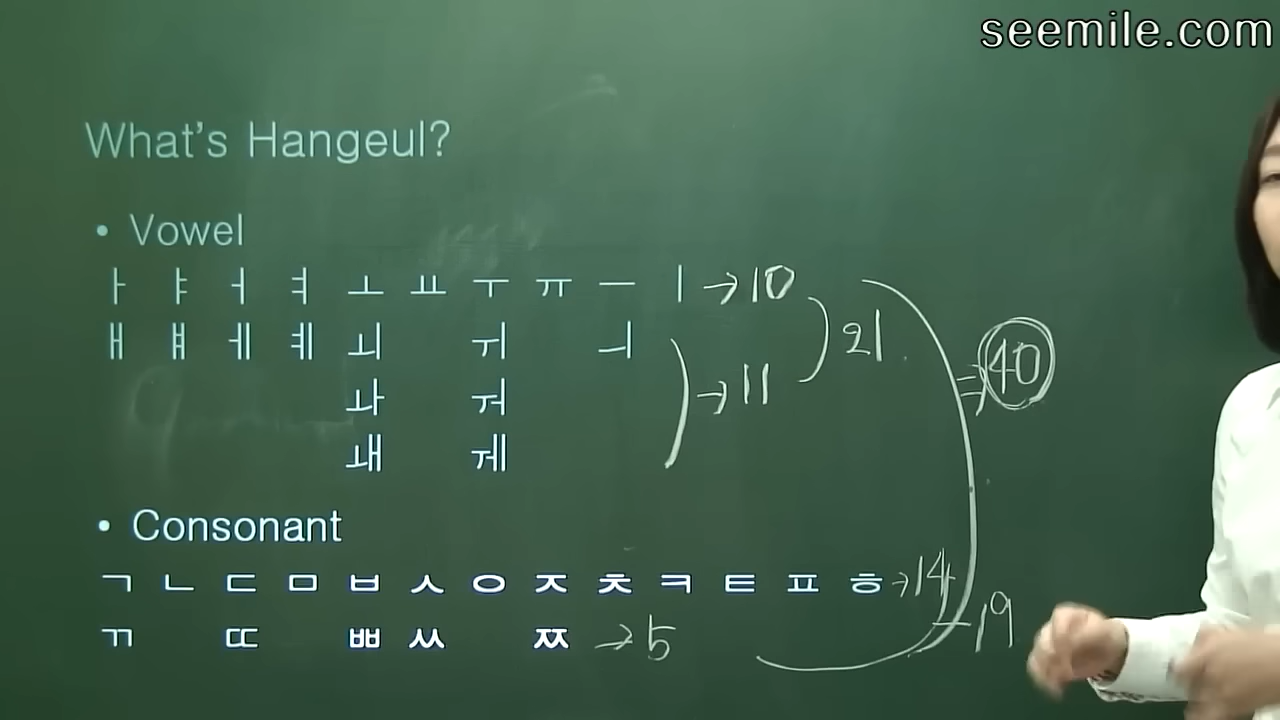 seemile.com
What's Hangeul?
• Vowel
ㅏ ㅑ ㅓ ㅕ ㅗ ㅛ ㅜ ㅠ ㅡ ㅣ →10
ㅐ ㅒ ㅔ ㅖ ㅚ ㅟ ㅢ
ㅘ ㅝ →11
ㅙ ㅞ
21
40
• Consonant
ㄱ ㄴ ㄷ ㅁ ㅂ ㅅ ㅇ ㅈ ㅊ ㅋ ㅌ ㅍ ㅎ →14
ㄲ ㄸ ㅃ ㅆ ㅉ →5
19